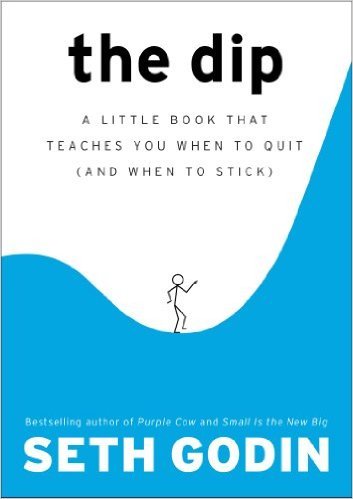 the dip
A LITTLE BOOK THAT
TEACHES YOU WHEN TO QUIT
(AND WHEN TO STICK)
Bestselling author of Purple Cow and Small Is the New Big
SETH GODIN